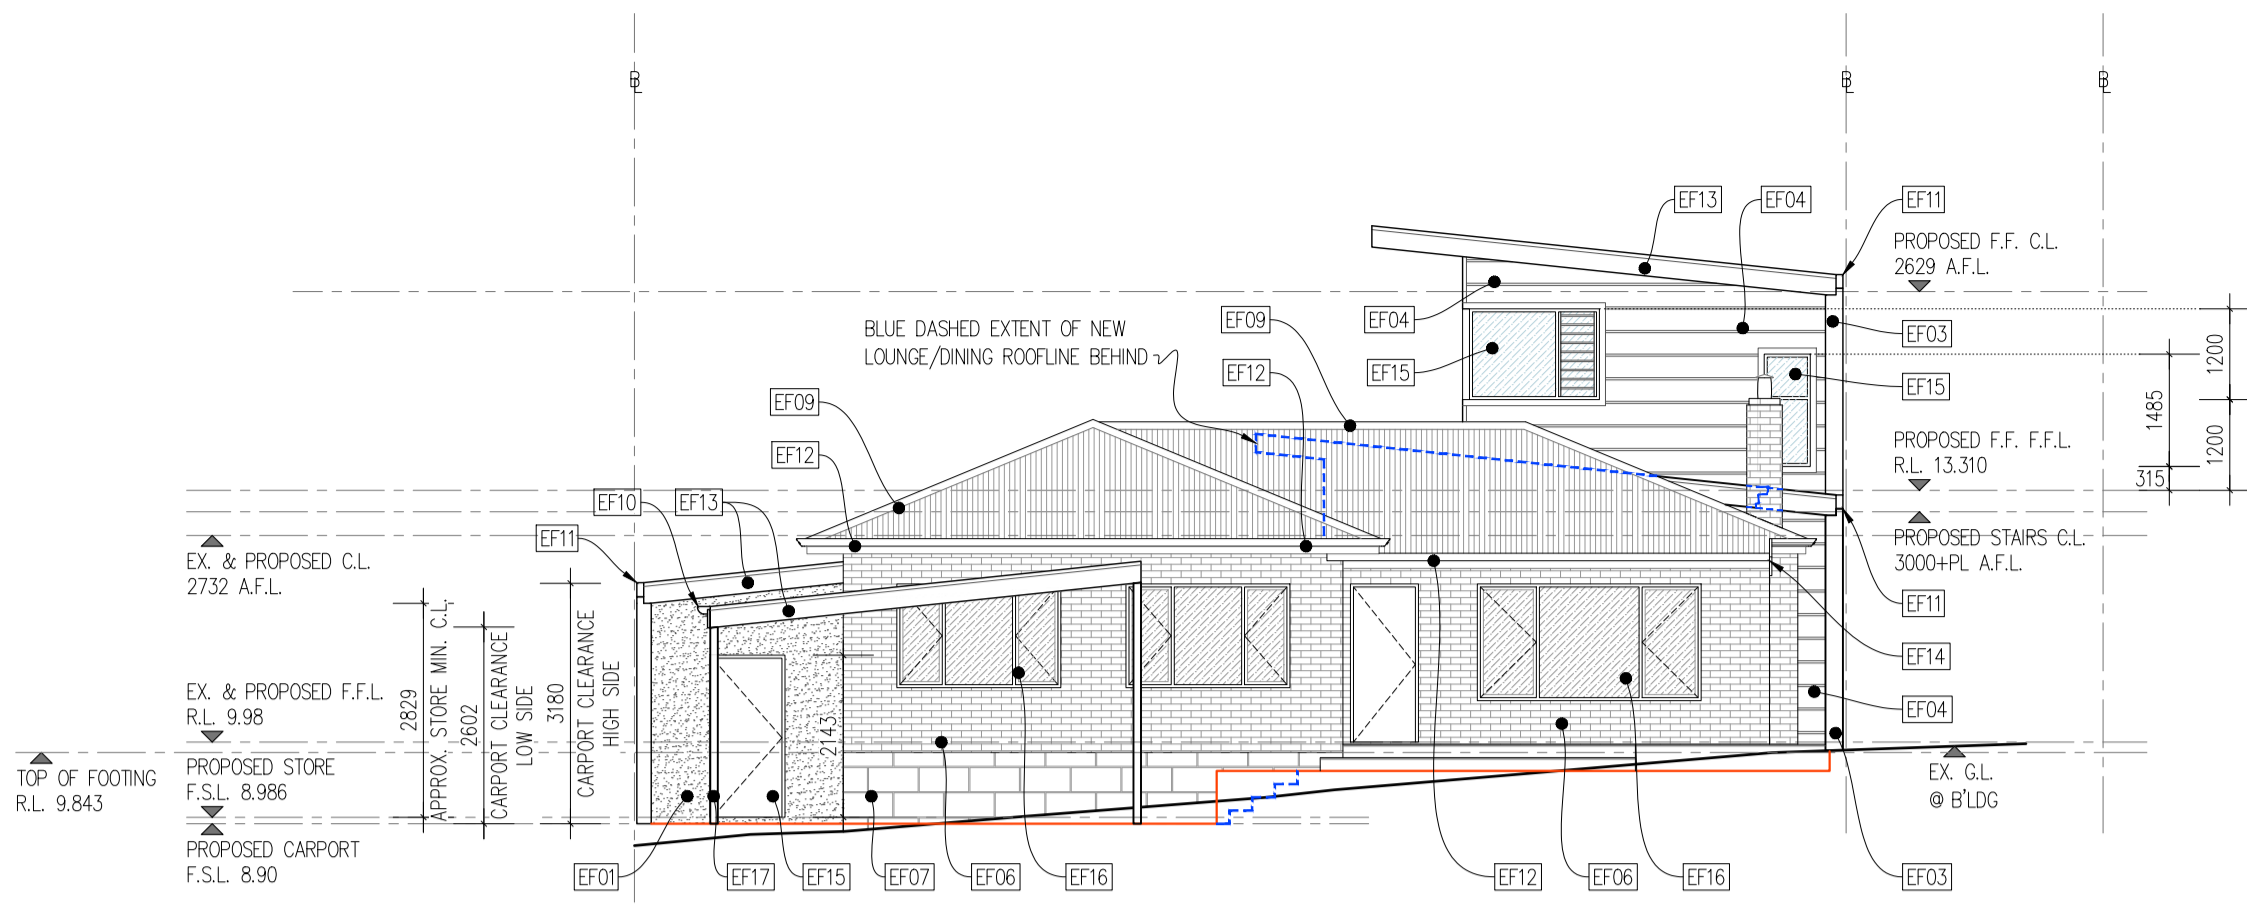 BL
BL
BL
EF13
EF04
EF11
PROPOSED F.F. C.L.
2629 A.F.L.
BLUE DASHED EXTENT OF NEW
LOUNGE/DINING ROOFLINE BEHIND
EF09
EF04
EF03
EF12
EF15
EF15
1200
1485
1200
315
EF09
EF12
PROPOSED F.F. F.F.L.
R.L. 13.310
EF10
EF13
EF11
PROPOSED STAIRS C.L.
3000+PL A.F.L.
EX. & PROPOSED C.L.
2732 A.F.L.
EF11
EF14
EF04
2829
APPROX. STORE MIN. C.L.
2602
CARPORT CLEARANCE
LOW SIDE
3180
CARPORT CLEARANCE
HIGH SIDE
2143
EX. & PROPOSED F.F.L.
R.L. 9.98
TOP OF FOOTING
R.L. 9.843
PROPOSED STORE
F.S.L. 8.986
EX. G.L.
@ B'LDG
PROPOSED CARPORT
F.S.L. 8.90
EF01
EF17
EF15
EF07
EF06
EF16
EF12
EF06
EF16
EF03